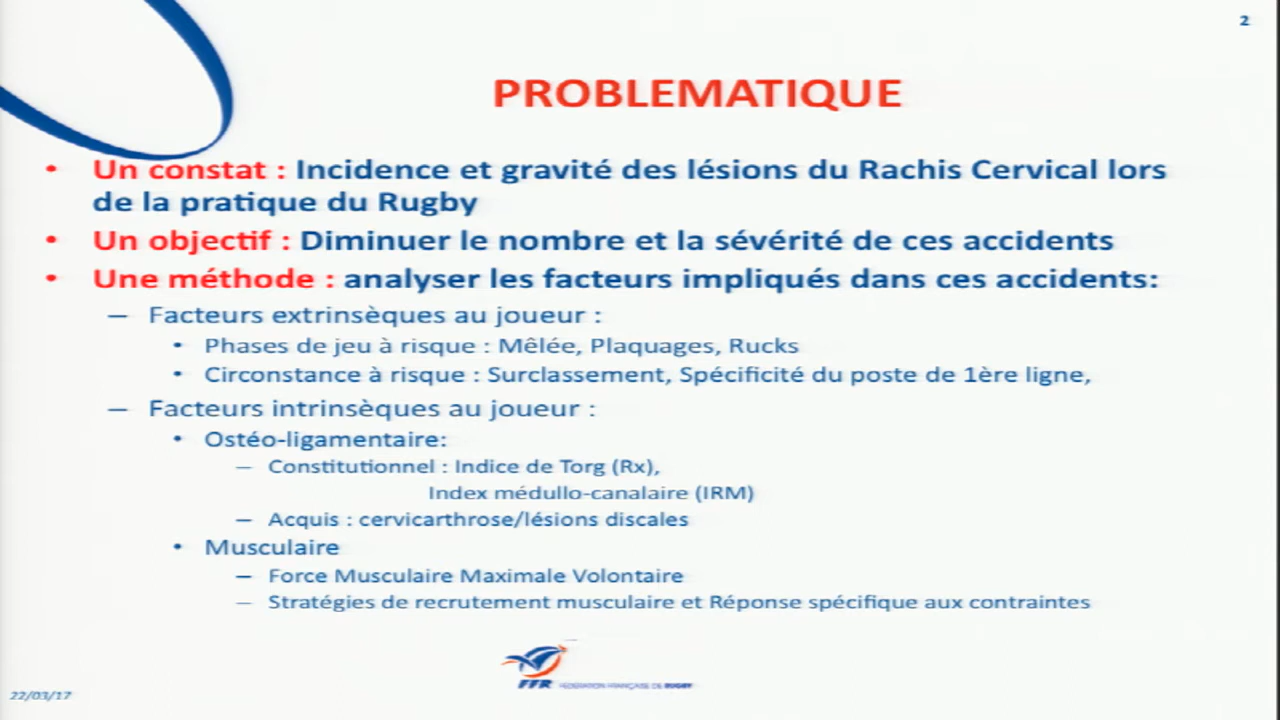 2
PROBLEMATIQUE
• Un constat : Incidence et gravité des lésions du Rachis Cervical lors
de la pratique du Rugby
• Un objectif : Diminuer le nombre et la sévérité de ces accidents
• Une méthode : analyser les facteurs impliqués dans ces accidents:
– Facteurs extrinsèques au joueur :
• Phases de jeu à risque : Mêlée, Plaquages, Rucks
• Circonstance à risque : Surclassement, Spécificité du poste de 1ère ligne,
– Facteurs intrinsèques au joueur :
• Ostéo-ligamentaire:
– Constitutionnel : Indice de Torg (Rx),
Index médullo-canalaire (IRM)
– Acquis : cervicarthrose/lésions discales
• Musculaire
– Force Musculaire Maximale Volontaire
– Stratégies de recrutement musculaire et Réponse spécifique aux contraintes
FFR FÉDÉRATION FRANÇAISE DE RUGBY
22/03/17